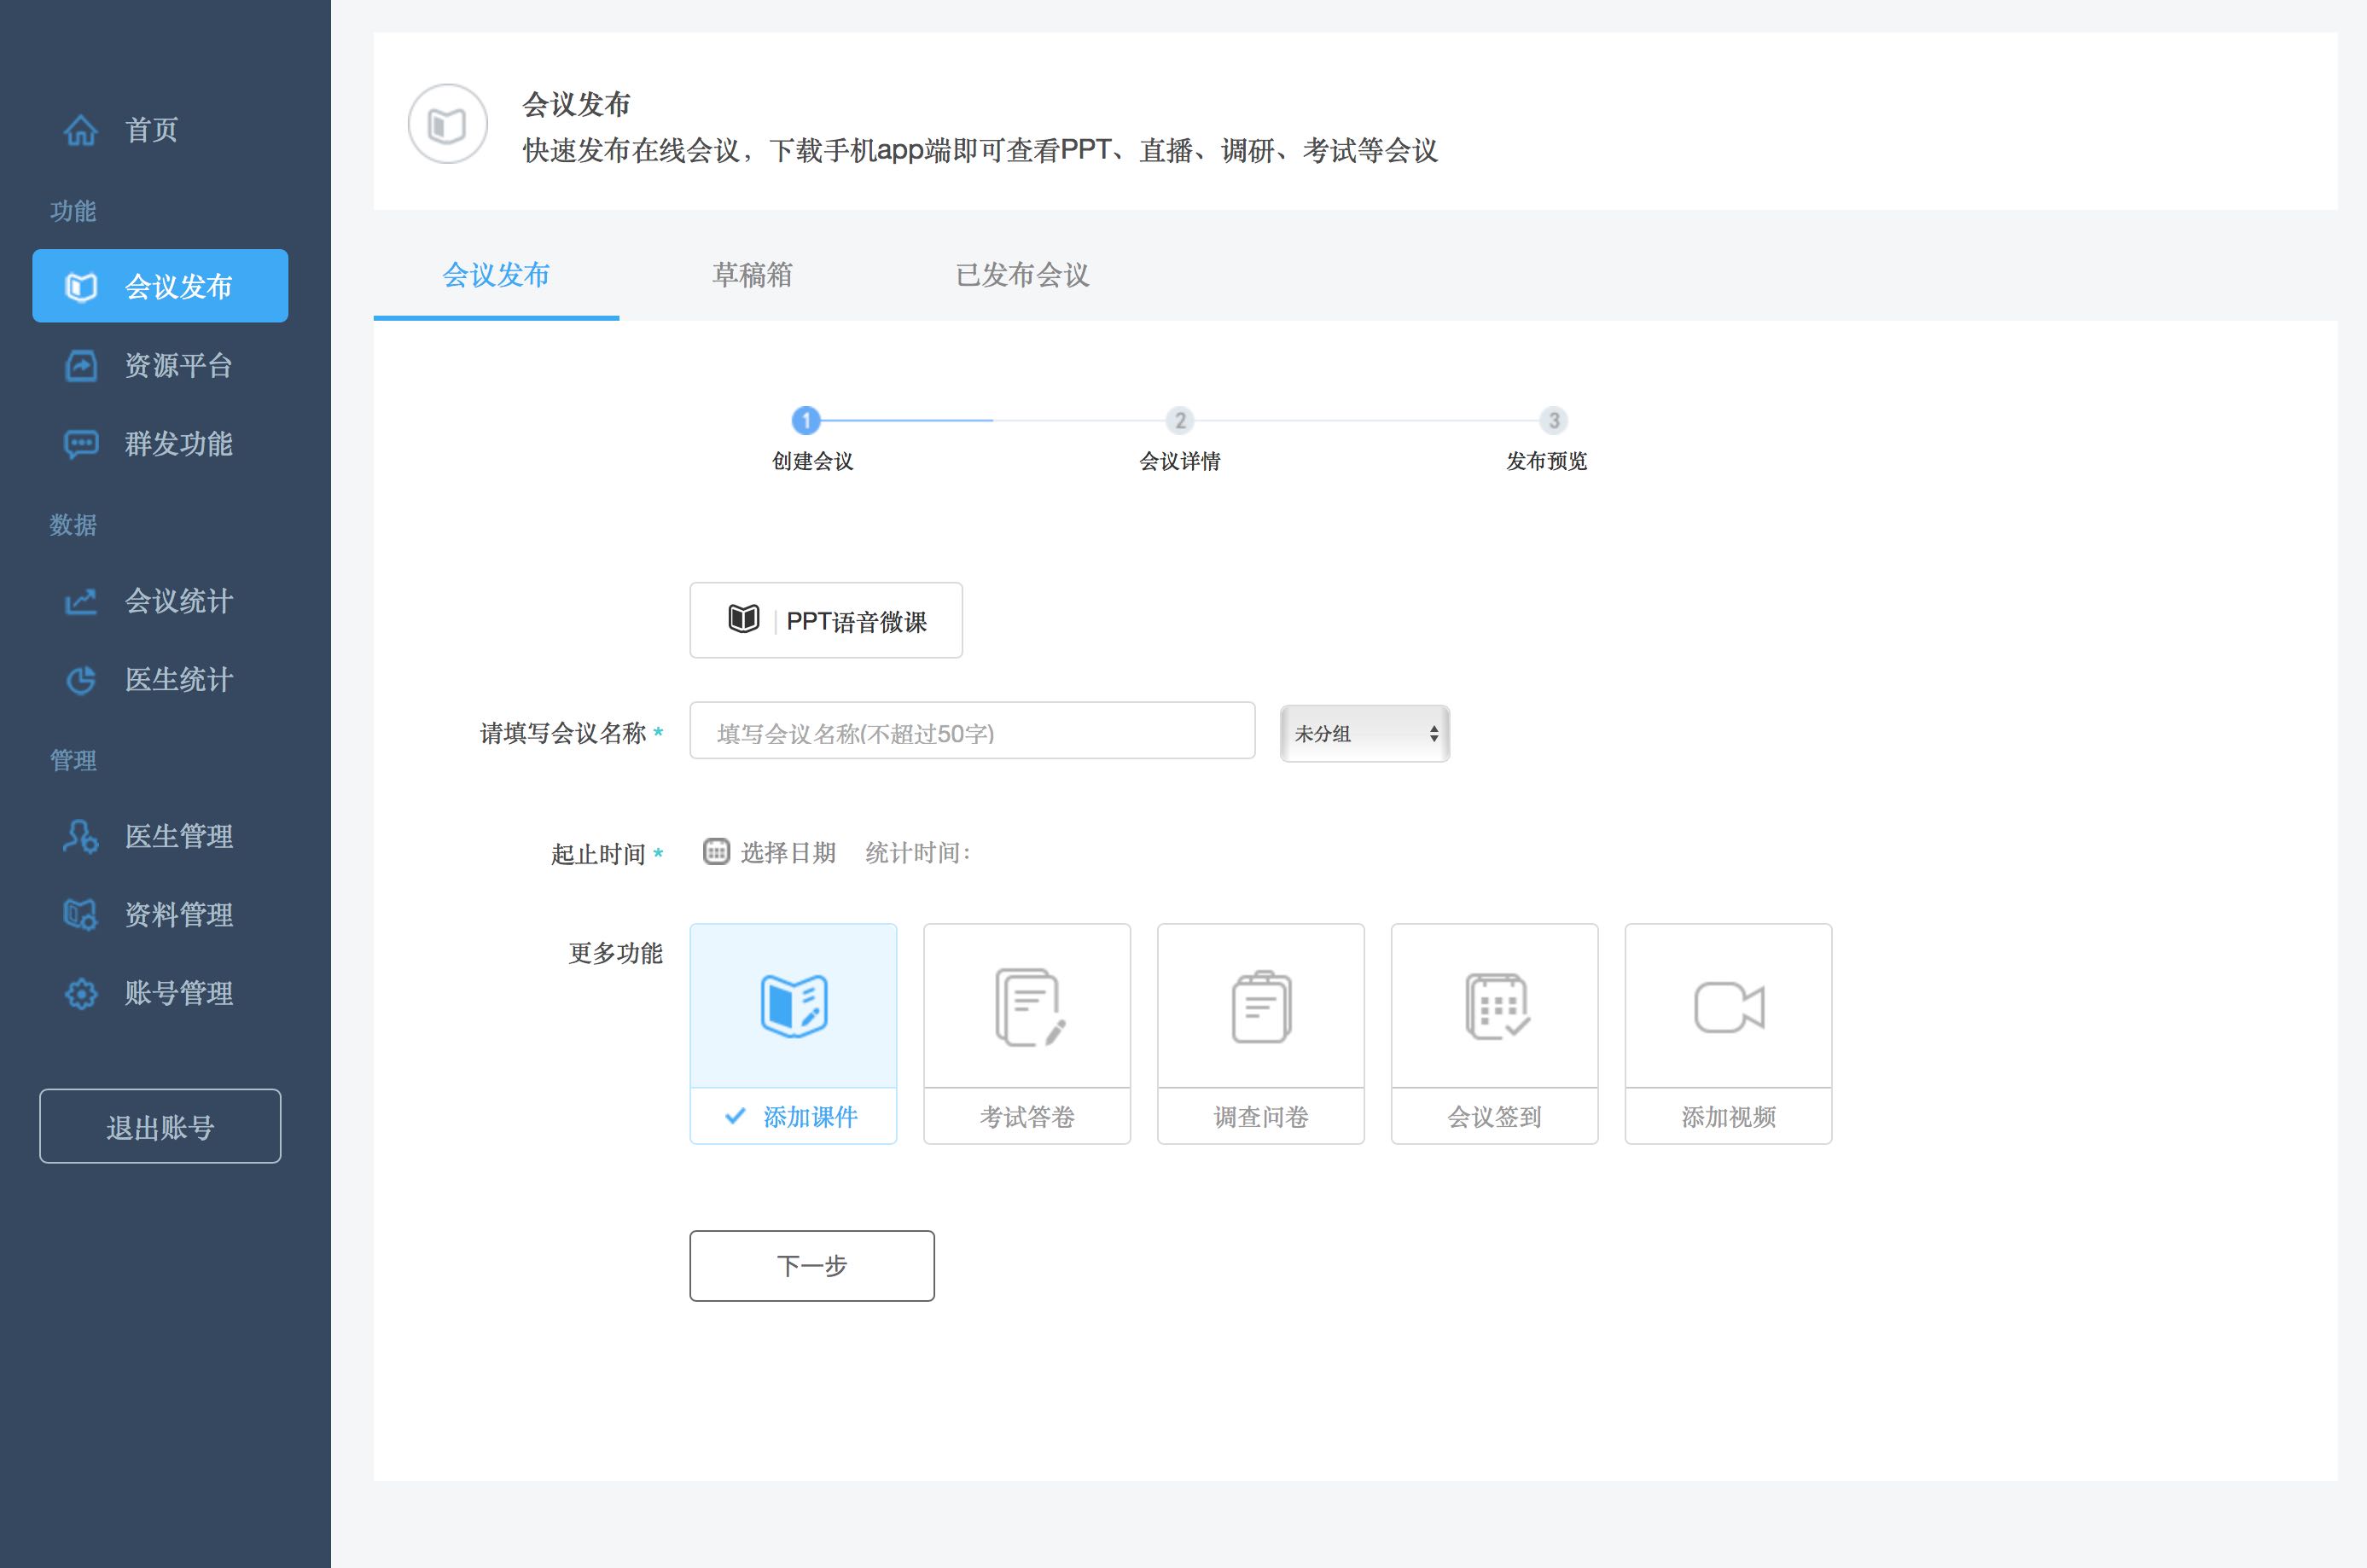 首页
功能
会议发布
资源平台
群发功能
数据
会议统计
医生统计
管理
医生管理
资料管理
账号管理
退出账号
会议发布
快速发布在线会议，下载手机app端即可查看PPT、直播、调研、考试等会议
会议发布 草稿箱 已发布会议
1 2 3
创建会议 会议详情 发布预览
PPT语音微课
请填写会议名称* 填写会议名称(不超过50字) 未分组
起止时间* 选择日期 统计时间：
更多功能
添加课件 考试答卷 调查问卷 会议签到 添加视频
下一步